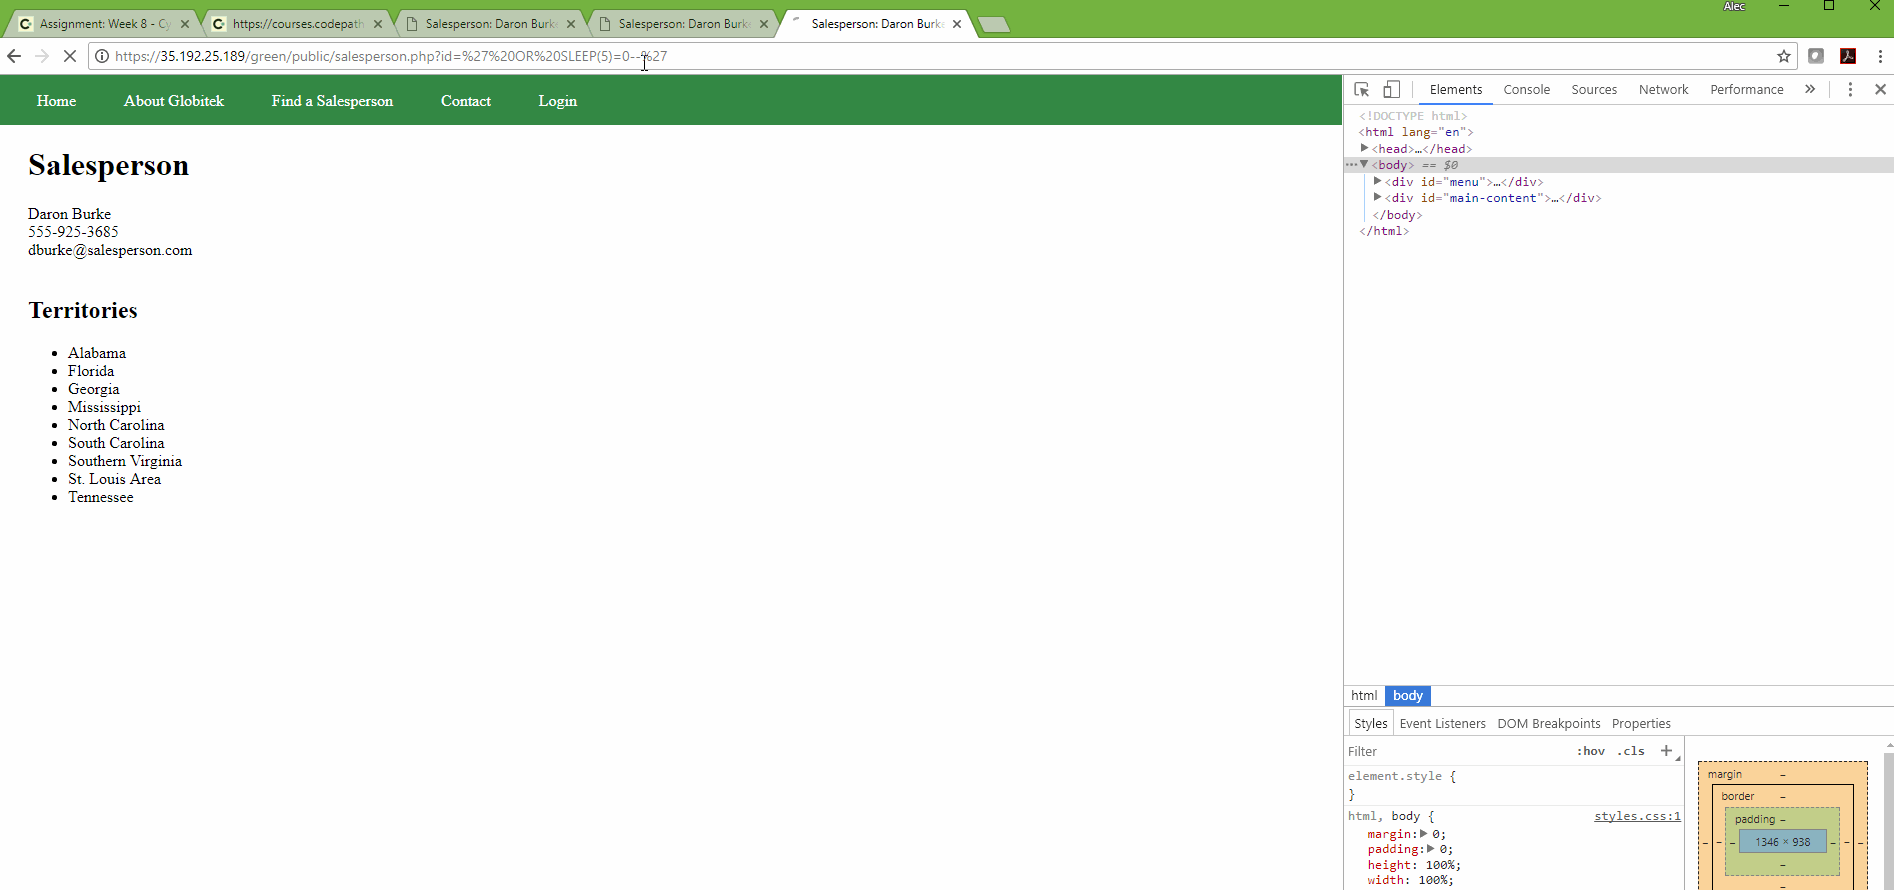 Alec
Assignment: Week 8 - Cy
https://courses.codepath
Salesperson: Daron Burke
Salesperson: Daron Burke
Salesperson: Daron Burke
https://35.192.25.189/green/public/salesperson.php?id=%27%20OR%20SLEEP(5)=0--%27
Home About Globitek Find a Salesperson Contact Login
Salesperson
Daron Burke
555-925-3685
dburke@salesperson.com
Territories
Alabama
Florida
Georgia
Mississippi
North Carolina
South Carolina
Southern Virginia
St. Louis Area
Tennessee
Elements Console Sources Network Performance »
<!DOCTYPE html>
<html lang="en">
<head>…</head>
<body> == $0
<div id="menu">…</div>
<div id="main-content">…</div>
</body>
</html>
html body
Styles Event Listeners DOM Breakpoints Properties
Filter :hov .cls +
element.style {
}
html, body { styles.css:1
margin: 0;
padding: 0;
height: 100%;
width: 100%;
margin –
border –
padding –
– – – 1346 × 938 – – –
–
–